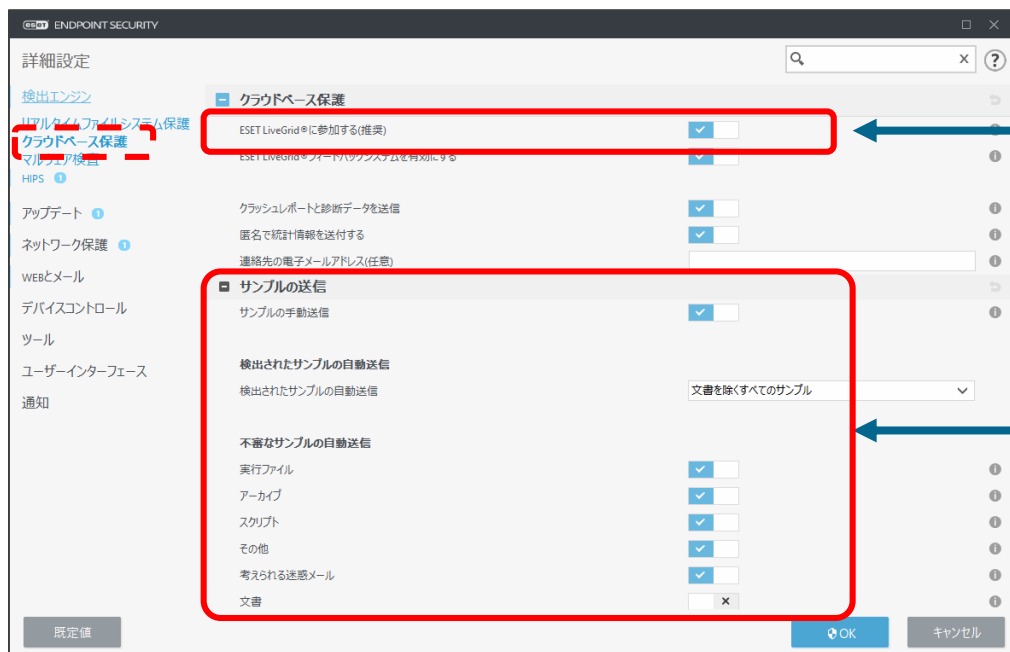 eset ENDPOINT SECURITY
詳細設定
検出エンジン
リアルタイムファイルシステム保護
クラウドベース保護
マルウェア検査
HIPS 1
アップデート 1
ネットワーク保護 1
WEBとメール
デバイスコントロール
ツール
ユーザーインターフェース
通知
クラウドベース保護
ESET LiveGrid®に参加する(推奨)
ESET LiveGrid®フィードバックシステムを有効にする
クラッシュレポートと診断データを送信
匿名で統計情報を送付する
連絡先の電子メールアドレス(任意)
サンプルの送信
サンプルの手動送信
検出されたサンプルの自動送信
検出されたサンプルの自動送信 文書を除くすべてのサンプル
不審なサンプルの自動送信
実行ファイル
アーカイブ
スクリプト
その他
考えられる迷惑メール
文書
既定値 OK キャンセル